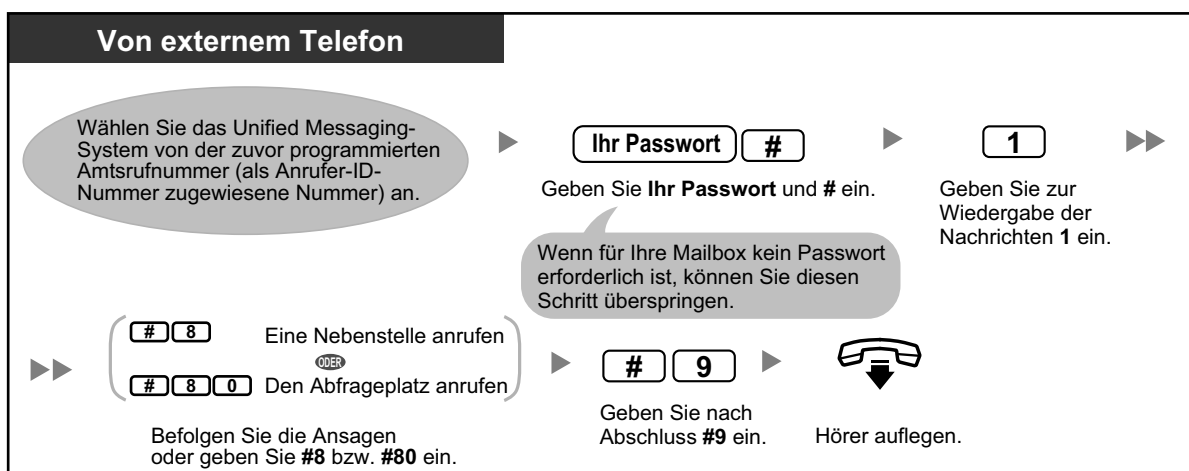 Von externem Telefon
Wählen Sie das Unified Messaging-
System von der zuvor programmierten
Amtsrufnummer (als Anrufer-ID-
Nummer zugewiesene Nummer) an.
Ihr Passwort #
Geben Sie Ihr Passwort und # ein.
Wenn für Ihre Mailbox kein Passwort
erforderlich ist, können Sie diesen
Schritt überspringen.
1
Geben Sie zur
Wiedergabe der
Nachrichten 1 ein.
# 8 Eine Nebenstelle anrufen
ODER
# 8 0 Den Abfrageplatz anrufen
Befolgen Sie die Ansagen
oder geben Sie #8 bzw. #80 ein.
# 9
Geben Sie nach
Abschluss #9 ein.
Hörer auflegen.